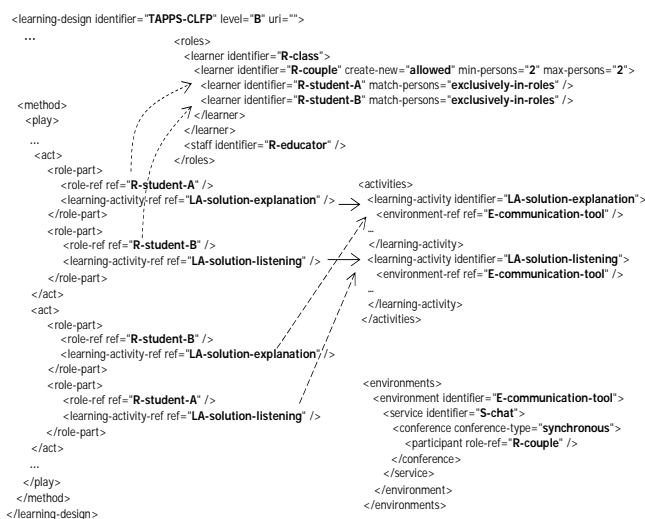 <learning-design identifier="TAPPS-CLFP" level="B" uri="">
...
<roles>
<learner identifier="R-class">
<learner identifier="R-couple" create-new="allowed" min-persons="2" max-persons="2">
<learner identifier="R-student-A" match-persons="exclusively-in-roles" />
<learner identifier="R-student-B" match-persons="exclusively-in-roles" />
</learner>
</learner>
<staff identifier="R-educator" />
</roles>
<method>
<play>
...
<act>
<role-part>
<role-ref ref="R-student-A" />
<learning-activity-ref ref="LA-solution-explanation" />
</role-part>
<role-part>
<role-ref ref="R-student-B" />
<learning-activity-ref ref="LA-solution-listening" />
</role-part>
</act>
<act>
<role-part>
<role-ref ref="R-student-B" />
<learning-activity-ref ref="LA-solution-explanation" />
</role-part>
<role-part>
<role-ref ref="R-student-A" />
<learning-activity-ref ref="LA-solution-listening" />
</role-part>
</act>
...
</play>
</method>
</learning-design>
<activities>
<learning-activity identifier="LA-solution-explanation">
<environment-ref ref="E-communication-tool" />
...
</learning-activity>
<learning-activity identifier="LA-solution-listening">
<environment-ref ref="E-communication-tool" />
...
</learning-activity>
</activities>
<environments>
<environment identifier="E-communication-tool">
<service identifier="S-chat">
<conference conference-type="synchronous">
<participant role-ref="R-couple" />
</conference>
</service>
</environment>
</environments>